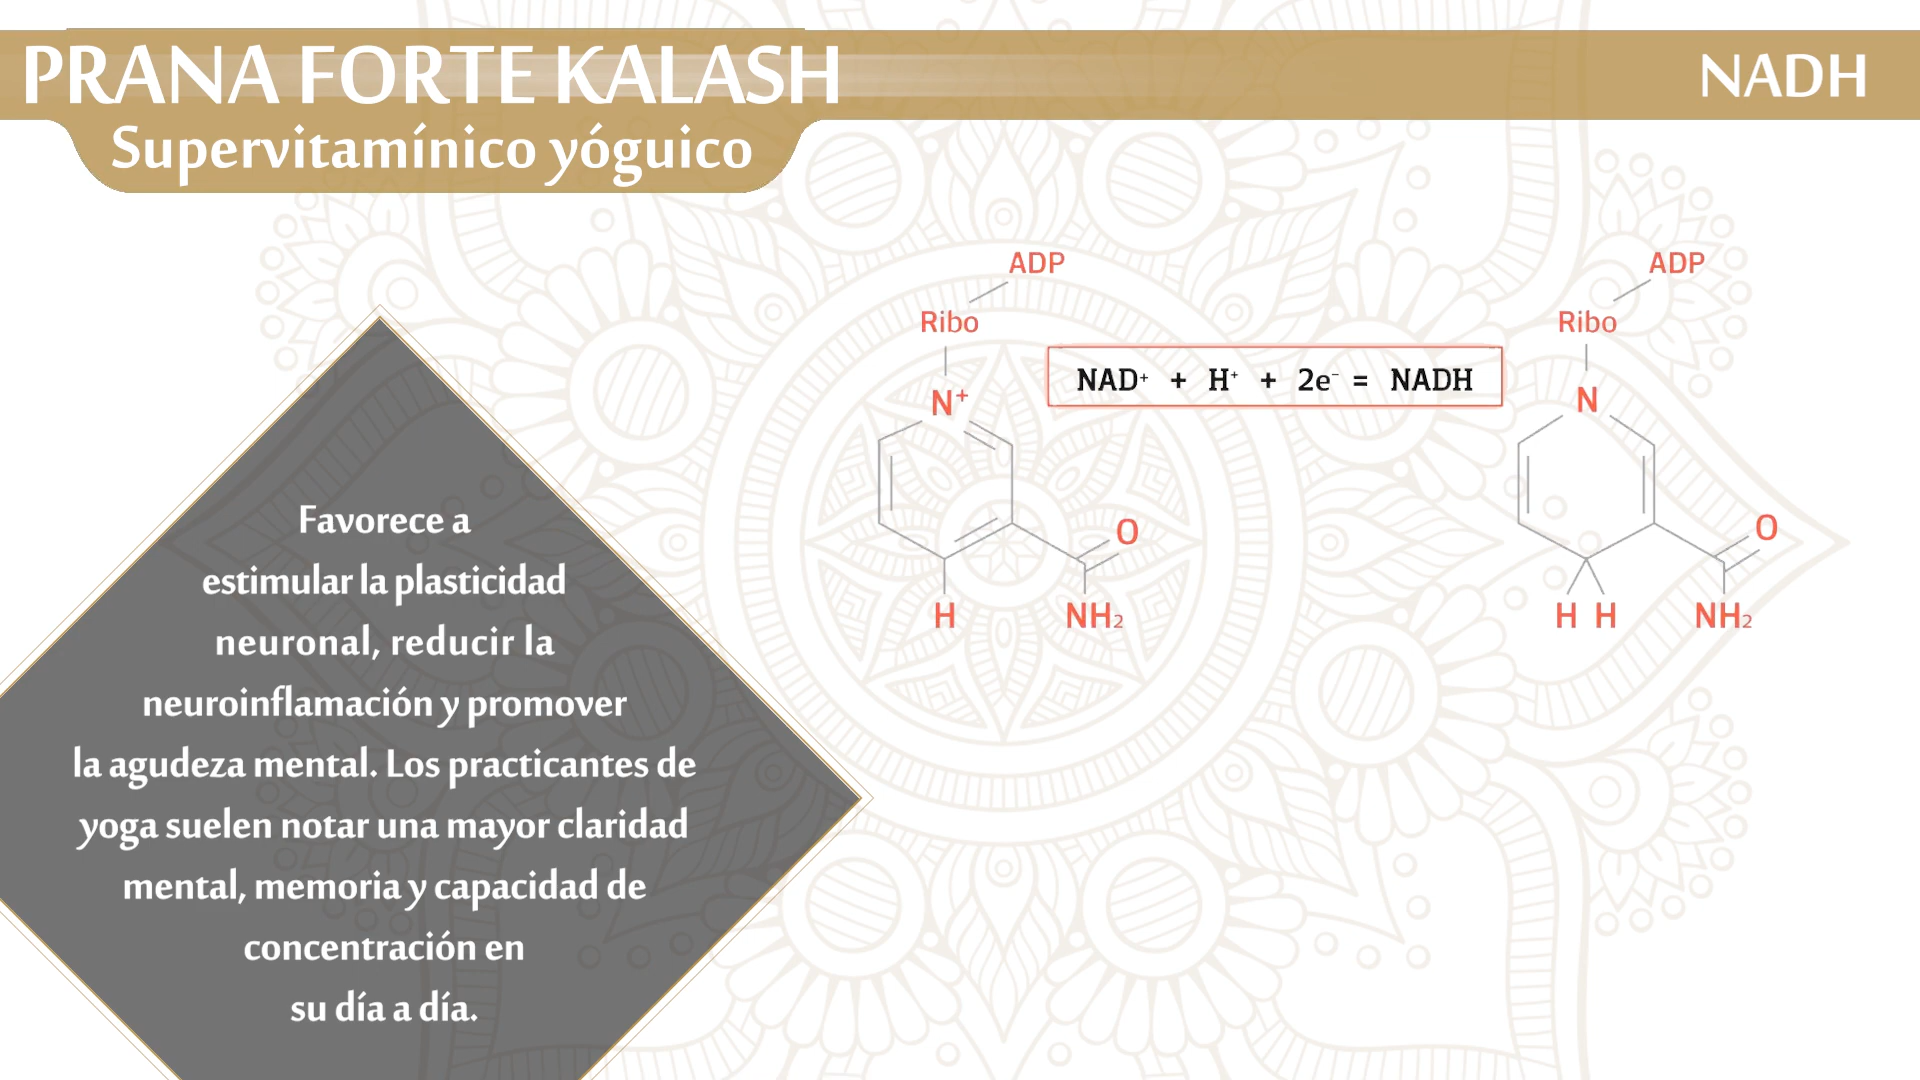 PRANA FORTE KALASH
NADH
Supervitamínico yóguico
ADP
Ribo
N⁺
H
O
NH₂
NAD⁺ + H⁺ + 2e⁻ = NADH
ADP
Ribo
N
H H
O
NH₂
Favorece a
estimular la plasticidad
neuronal, reducir la
neuroinflamación y promover
la agudeza mental. Los practicantes de
yoga suelen notar una mayor claridad
mental, memoria y capacidad de
concentración en
su día a día.